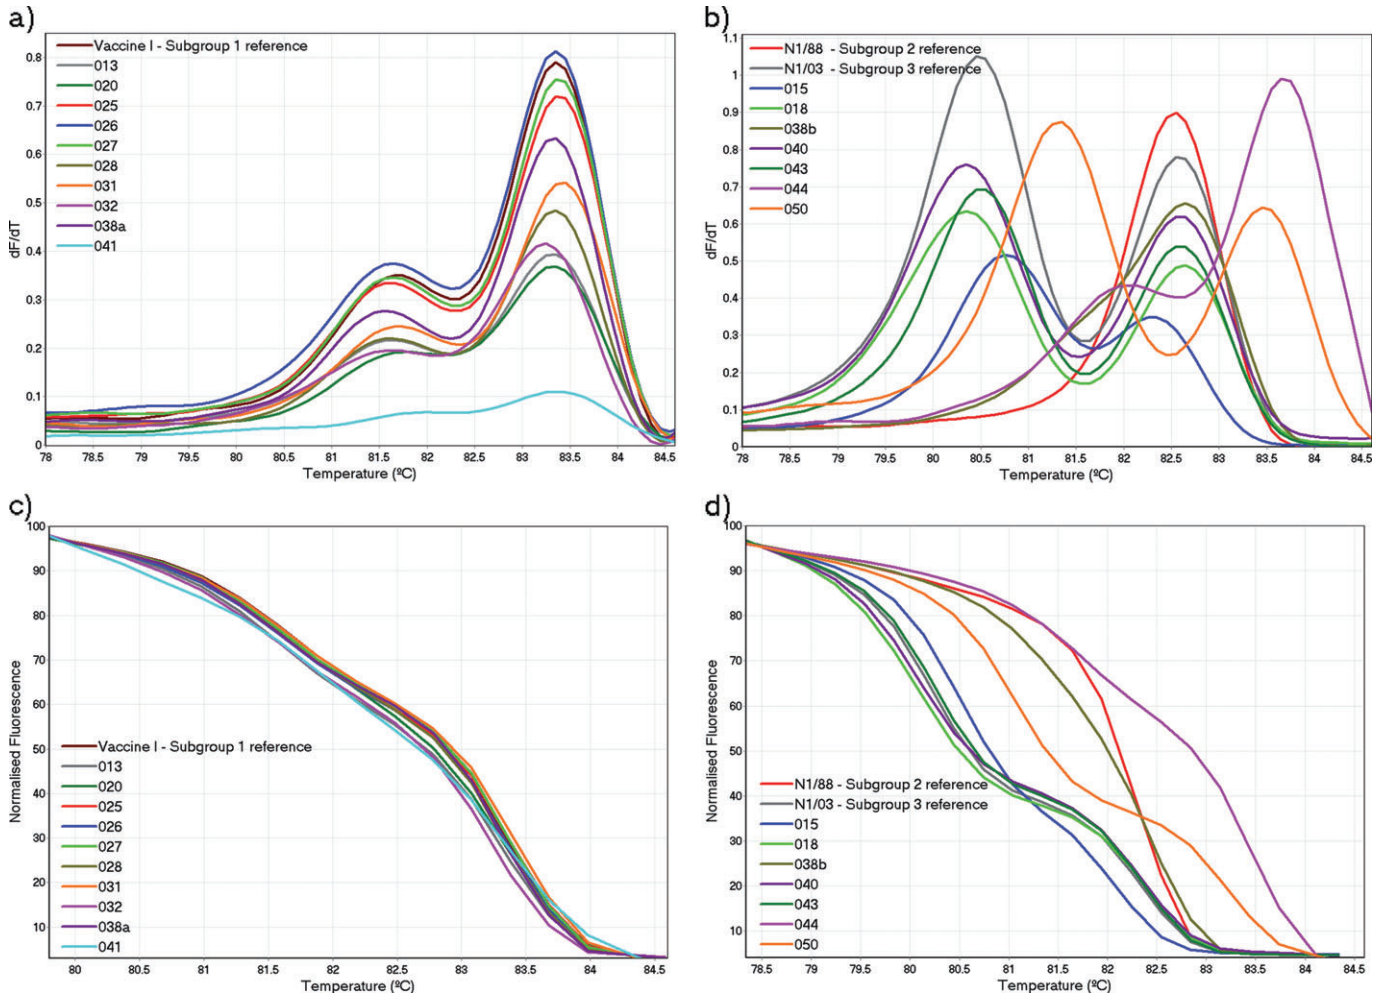 a)
Vaccine I - Subgroup 1 reference
013
020
025
026
027
028
031
032
038a
041
dF/dT
0.8
0.7
0.6
0.5
0.4
0.3
0.2
0.1
0
78 78.5 79 79.5 80 80.5 81 81.5 82 82.5 83 83.5 84 84.5
Temperature (ºC)
b)
N1/88 - Subgroup 2 reference
N1/03 - Subgroup 3 reference
015
018
038b
040
043
044
050
dF/dT
1.1
1
0.9
0.8
0.7
0.6
0.5
0.4
0.3
0.2
0.1
0
78 78.5 79 79.5 80 80.5 81 81.5 82 82.5 83 83.5 84 84.5
Temperature (ºC)
c)
Normalised Fluorescence
100
90
80
70
60
50
40
30
20
10
Vaccine I - Subgroup 1 reference
013
020
025
026
027
028
031
032
038a
041
80 80.5 81 81.5 82 82.5 83 83.5 84 84.5
Temperature (ºC)
d)
Normalised Fluorescence
100
90
80
70
60
50
40
30
20
10
N1/88 - Subgroup 2 reference
N1/03 - Subgroup 3 reference
015
018
038b
040
043
044
050
78.5 79 79.5 80 80.5 81 81.5 82 82.5 83 83.5 84 84.5
Temperature (ºC)